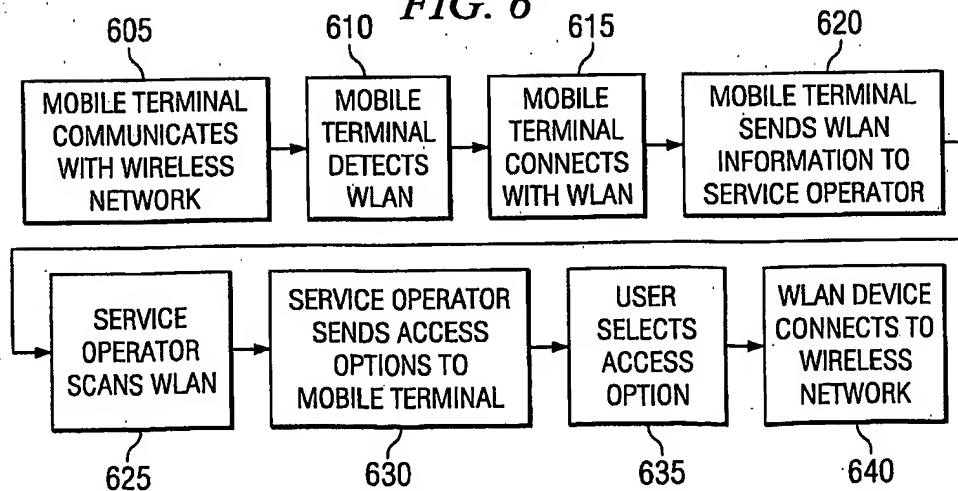 FIG. 6
605
610
615
620
MOBILE TERMINAL
COMMUNICATES
WITH WIRELESS
NETWORK
MOBILE
TERMINAL
DETECTS
WLAN
MOBILE
TERMINAL
CONNECTS
WITH WLAN
MOBILE TERMINAL
SENDS WLAN
INFORMATION TO
SERVICE OPERATOR
SERVICE
OPERATOR
SCANS WLAN
SERVICE OPERATOR
SENDS ACCESS
OPTIONS TO
MOBILE TERMINAL
USER
SELECTS
ACCESS
OPTION
WLAN DEVICE
CONNECTS TO
WIRELESS
NETWORK
625
630
635
640